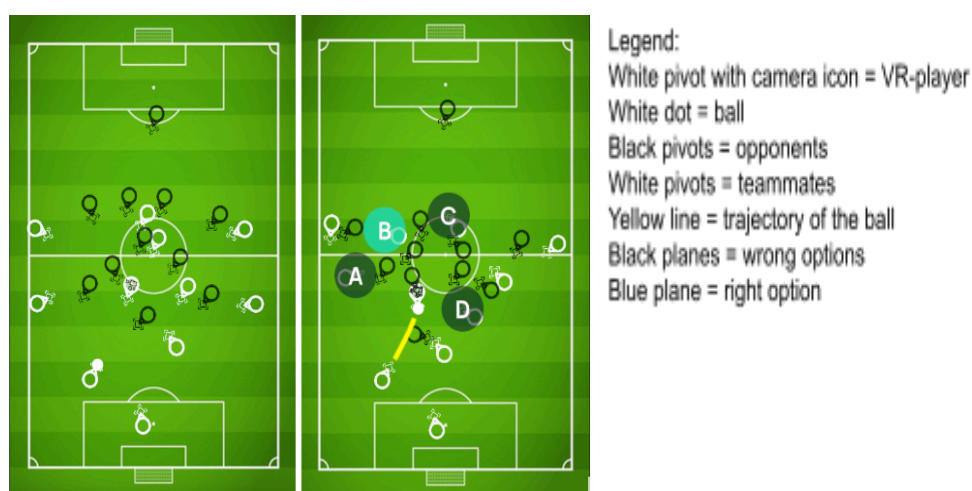 B
C
A
D
Legend:
White pivot with camera icon = VR-player
White dot = ball
Black pivots = opponents
White pivots = teammates
Yellow line = trajectory of the ball
Black planes = wrong options
Blue plane = right option